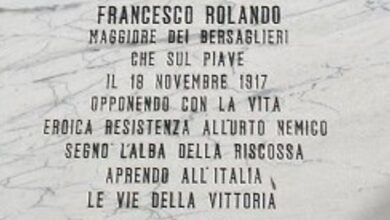 FRANCESCO ROLANDO
MAGGIORE DEI BERSAGLIERI
CHE SUL PIAVE
IL 18 NOVEMBRE 1917
OPPONENDO CON LA VITA
EROICA RESISTENZA ALL'URTO NEMICO
SEGNÒ L'ALBA DELLA RISCOSSA
APRENDO ALL'ITALIA
LE VIE DELLA VITTORIA